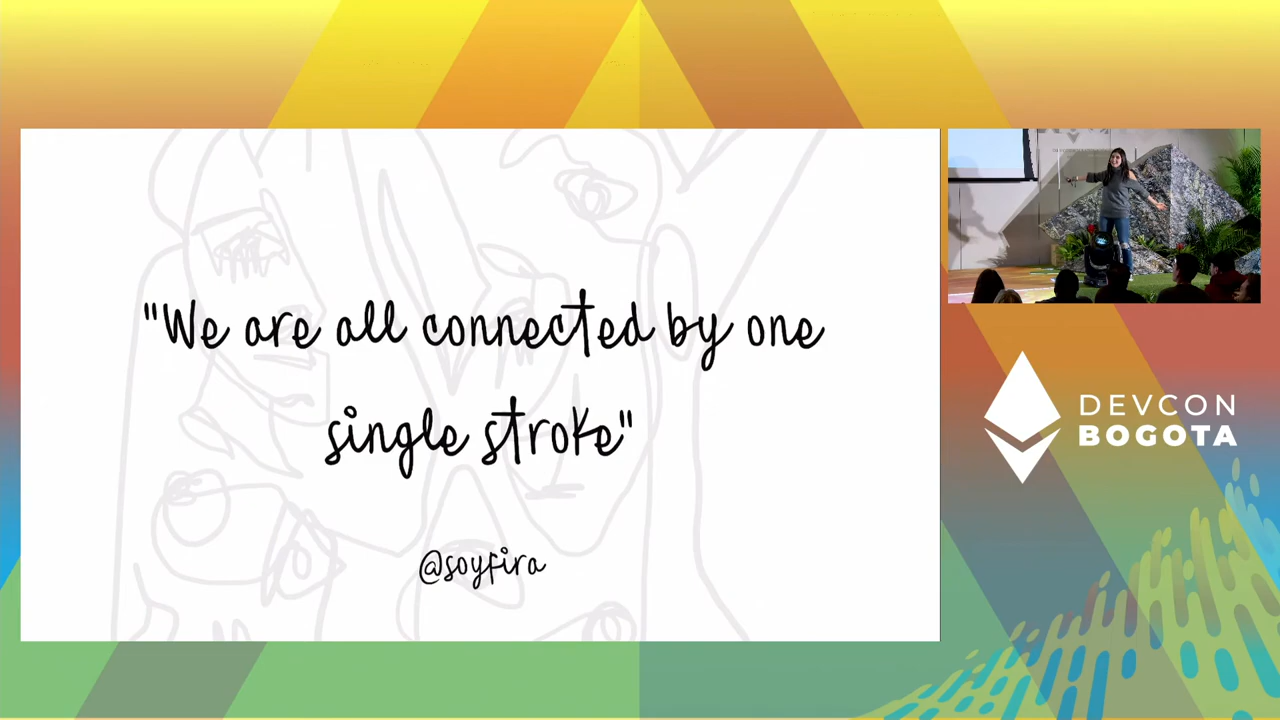 "We are all connected by one
single stroke"
@soyfira
DEVCON
BOGOTA